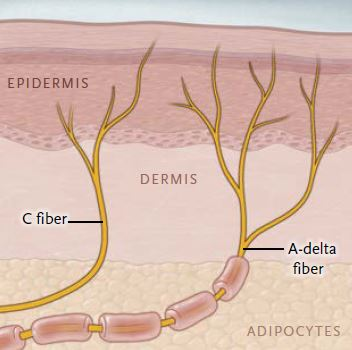 EPIDERMIS
DERMIS
C fiber
A-delta
fiber
ADIPOCYTES